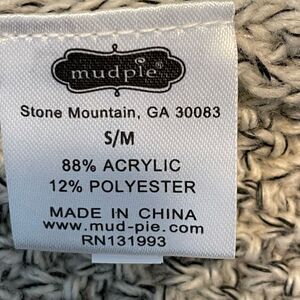 mudpie®
Stone Mountain, GA 30083
S/M
88% ACRYLIC
12% POLYESTER
MADE IN CHINA
www.mud-pie.com
RN131993